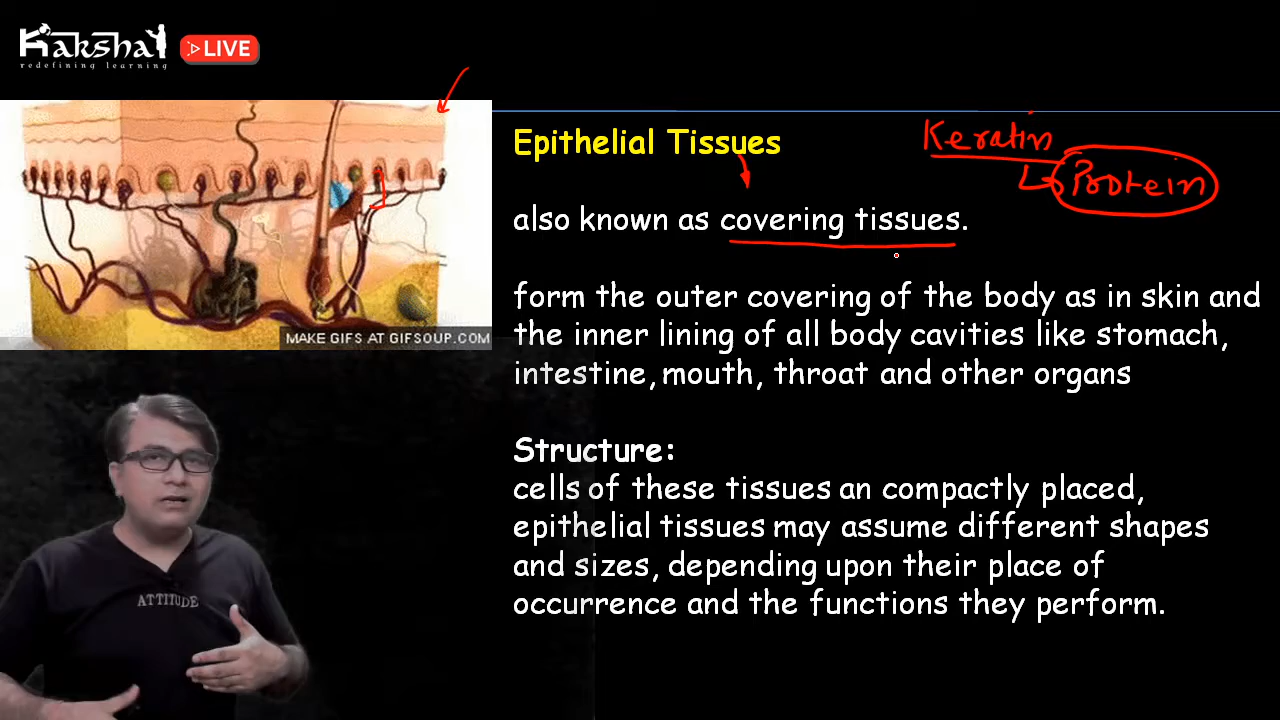 Kaksha
LIVE
redefining learning
Epithelial Tissues
Keratin
Protein
also known as covering tissues.
form the outer covering of the body as in skin and
the inner lining of all body cavities like stomach,
intestine, mouth, throat and other organs
MAKE GIFS AT GIFSOUP.COM
Structure:
cells of these tissues an compactly placed,
epithelial tissues may assume different shapes
and sizes, depending upon their place of
occurrence and the functions they perform.
ATTITUDE